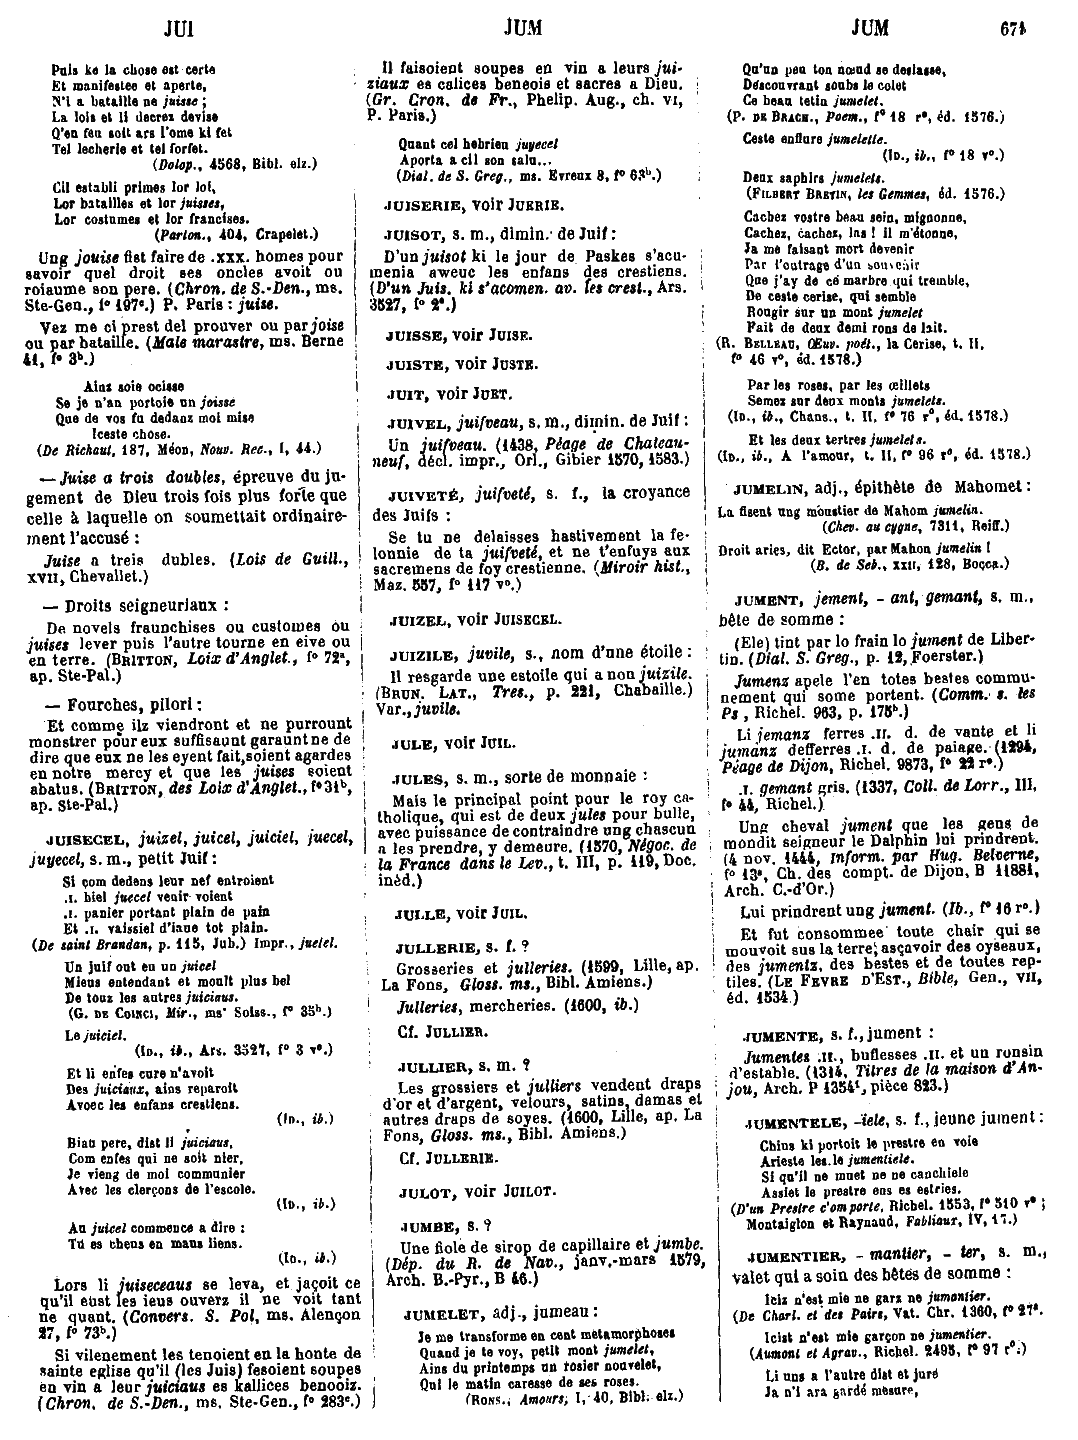 JUI
JUM
JUM
671
Puis ke la chose est certe
Et manifestee et aperte,
N'i a bataille ne juisse ;
La lois et li decrez devise
Q'en feu soit ars l'ome ki fet
Tel lecherie et tel forfet.
(Dolop., 4568, Bibl. elz.)
Cil establi primes lor loi,
Lor batailles et lor juisses,
Lor costumes et lor francises.
(Parton., 404, Crapelet.)
Ung jouise fist faire de .xxx. homes pour
savoir quel droit ses oncles avoit ou
roiaume son pere. (Chron. de S.-Den., ms.
Ste-Gen., f° 197ᵉ.) P. Paris : juise.
Vez me ci prest del prouver ou par joise
ou par bataille. (Male marastre, ms. Berne
41, f° 3ᵇ.)
Ainz soie ocisse
Se je n'an portoie un joisse
Que de vos fu dedanz moi mise
Iceste chose.
(De Richaut, 187, Méon, Nouv. Rec., I, 44.)
— Juise a trois doubles, épreuve du ju-
gement de Dieu trois fois plus forte que
celle à laquelle on soumettait ordinaire-
ment l'accusé :
Juise a treis dubles. (Lois de Guill.,
XVII, Chevallet.)
— Droits seigneuriaux :
De novels fraunchises ou customes ou
juises lever puis l'autre tourne en eive ou
en terre. (BRITTON, Loix d'Anglet., f° 72ᵃ,
ap. Ste-Pal.)
— Fourches, pilori :
Et comme ilz viendront et ne purront
monstrer pour eux suffisaunt garaunt ne de
dire que eux ne les eyent fait, soient agardes
en notre mercy et que les juises soient
abatus. (BRITTON, des Loix d'Anglet., f° 31ᵇ,
ap. Ste-Pal.)
JUISECEL, juizel, juicel, juiciel, juecel,
juyecel, s. m., petit Juif :
Si com dedens leur nef entroient
.I. biel juecel venir voient
.I. panier portant plain de pain
Et .I. vaissiel d'iaue tot plain.
(De saint Brandan, p. 115, Jub.) Impr., juetel.
Un juif out en un juicel
Mieus entendant et moult plus bel
De touz les autres juiciaus.
(G. DE COINCI, Mir., ms. Soiss., f° 35ᵇ.)
Le juiciel.
(ID., ib., Ars. 3527, f° 3 v°.)
Et li enfes cure n'avoit
Des juiciaux, ains reparoit
Avoec les enfans crestiens.
(ID., ib.)
Biau pere, dist li juiciaus,
Com enfes qui ne soit nier,
Je vieng de moi communier
Avec les clerçons de l'escole.
(ID., ib.)
Au juicel commence a dire :
Tu es chens en maus liens.
(ID., ib.)
Lors li juiseceaus se leva, et jaçoit ce
qu'il eust les ieus ouverz il ne voit tant
ne quant. (Convers. S. Pol, ms. Alençon
27, f° 73ᵇ.)
Si vilenement les tenoient en la honte de
sainte eglise qu'il (les Juis) fesoient soupes
en vin a leur juiciaus es kallices benooiz.
(Chron. de S.-Den., ms. Ste-Gen., f° 283ᵉ.)
Il faisoient soupes en vin a leurs jui-
ziaux es calices beneois et sacres a Dieu.
(Gr. Cron. de Fr., Phelip. Aug., ch. VI,
P. Paris.)
Quant cel hebrieu juyecel
Aporta a cil son salu...
(Dial. de S. Greg., ms. Evreux 8, f° 63ᵇ.)
JUISERIE, voir JUERIE.
JUISOT, s. m., dimin. de Juif :
D'un juisot ki le jour de Paskes s'acu-
menia aweuc les enfans des crestiens.
(D'un Juis. ki s'acomen. av. les crest., Ars.
3527, f° 2ᵃ.)
JUISSE, voir JUISE.
JUISTE, voir JUSTE.
JUIT, voir JUET.
JUIVEL, juifveau, s. m., dimin. de Juif :
Un juifveau. (1438, Péage de Chateau-
neuf, décl. impr., Orl., Gibier 1570, 1583.)
JUIVETÉ, juifveté, s. f., la croyance
des Juifs :
Se tu ne delaisses hastivement la fe-
lonnie de ta juifveté, et ne t'enfuys aux
sacremens de foy crestienne. (Miroir hist.,
Maz. 557, f° 117 v°.)
JUIZEL, voir JUISECEL.
JUIZILE, juvile, s., nom d'une étoile :
Il resgarde une estoile qui a non juizile.
(BRUN. LAT., Tres., p. 221, Chabaille.)
Var., juvile.
JULE, voir JUIL.
JULES, s. m., sorte de monnaie :
Mais le principal point pour le roy ca-
tholique, qui est de deux jules pour bulle,
avec puissance de contraindre ung chascun
a les prendre, y demeure. (1570, Négoc. de
la France dans le Lev., t. III, p. 119, Doc.
inéd.)
JULLE, voir JUIL.
JULLERIE, s. f. ?
Grosseries et julleries. (1599, Lille, ap.
La Fons, Gloss. ms., Bibl. Amiens.)
Julleries, mercheries. (1600, ib.)
Cf. JULLIER.
JULLIER, s. m. ?
Les grossiers et julliers vendent draps
d'or et d'argent, velours, satins, damas et
autres draps de soyes. (1600, Lille, ap. La
Fons, Gloss. ms., Bibl. Amiens.)
Cf. JULLERIE.
JULOT, voir JUILOT.
JUMBE, s. ?
Une fiole de sirop de capillaire et jumbe.
(Dép. du R. de Nav., janv.-mars 1579,
Arch. B.-Pyr., B 46.)
JUMELET, adj., jumeau :
Je me transforme en cent metamorphoses
Quand je te voy, petit mont jumelet,
Ains du printemps un rosier nouvelet,
Qui le matin caresse de ses roses.
(RONS., Amours, I, 40, Bibl. elz.)
Qu'un peu ton nœud se deslasse,
Descouvrant soubs le colet
Ce beau tetin jumelet.
(P. DE BRACH, Poem., f° 18 r°, éd. 1576.)
Ceste enflure jumelette.
(ID., ib., f° 18 v°.)
Deux saphirs jumelets.
(FILBERT BRETIN, les Gemmes, éd. 1576.)
Cachez vostre beau sein, mignonne,
Cachez, cachez, las ! il m'étonne,
Ja me faisant mort devenir
Par l'outrage d'un souvenir
Que j'ay de ce marbre qui tremble,
De ceste cerise, qui semble
Rougir sur un mont jumelet
Fait de deux demi rons de lait.
(R. BELLEAU, Œuv. poét., la Cerise, t. II,
f° 46 v°, éd. 1578.)
Par les roses, par les œillets
Semez sur deux monts jumelets.
(ID., ib., Chans., t. II, f° 76 r°, éd. 1578.)
Et les deux tertres jumelets.
(ID., ib., A l'amour, t. II, f° 96 r°, éd. 1578.)
JUMELIN, adj., épithète de Mahomet :
La fisent ung moustier de Mahom jumelin.
(Chev. au cygne, 7311, Reiff.)
Droit aries, dit Ector, par Mahon jumelin !
(B. de Seb., XXII, 128, Bocca.)
JUMENT, jement, - ant, gemant, s. m.,
bête de somme :
(Ele) tint par lo frain lo jument de Liber-
tin. (Dial. S. Greg., p. 12, Foerster.)
Jumenz apele l'en totes bestes commu-
nement qui some portent. (Comm. s. les
Ps , Richel. 963, p. 175ᵇ.)
Li jemanz ferres .II. d. de vante et li
jumanz defferres .I. d. de paiage. (1294,
Péage de Dijon, Richel. 9873, f° 22 r°.)
.I. gemant gris. (1337, Coll. de Lorr., III,
f° 44, Richel.)
Ung cheval jument que les gens de
mondit seigneur le Dalphin lui prindrent.
(4 nov. 1444, Inform. par Hug. Belverne,
f° 13ᵃ, Ch. des compt. de Dijon, B 11881,
Arch. C.-d'Or.)
Lui prindrent ung jument. (Ib., f° 16 r°.)
Et fut consommee toute chair qui se
mouvoit sus la terre, asçavoir des oyseaux,
des jumentz, des bestes et de toutes rep-
tiles. (LE FEVRE D'EST., Bible, Gen., VII,
éd. 1534.)
JUMENTE, s. f., jument :
Jumentes .II., buflesses .II. et un ronsin
d'estable. (1314, Titres de la maison d'An-
jou, Arch. P 1354¹, pièce 823.)
JUMENTELE, -iele, s. f., jeune jument :
Chius ki portoit le prestre en voie
Arieste les le jumentiele.
Si qu'il ne muet ne ne canchiele
Assiet le prestre ens es estries.
(D'un Prestre c'om porte, Richel. 1553, f° 510 v° ;
Montaiglon et Raynaud, Fabliaux, IV, 17.)
JUMENTIER, - mantier, - ter, s. m.,
valet qui a soin des bêtes de somme :
Iciz n'est mie ne garz ne jumantier.
(De Charl. et des Pairs, Vat. Chr. 1360, f° 27ᵃ.
Icist n'est mie garçon ne jumentier.
(Aumont et Agrav., Richel. 2495, f° 97 r°.)
Li uns a l'autre dist et juré
Ja n'i ara gardé mesure,